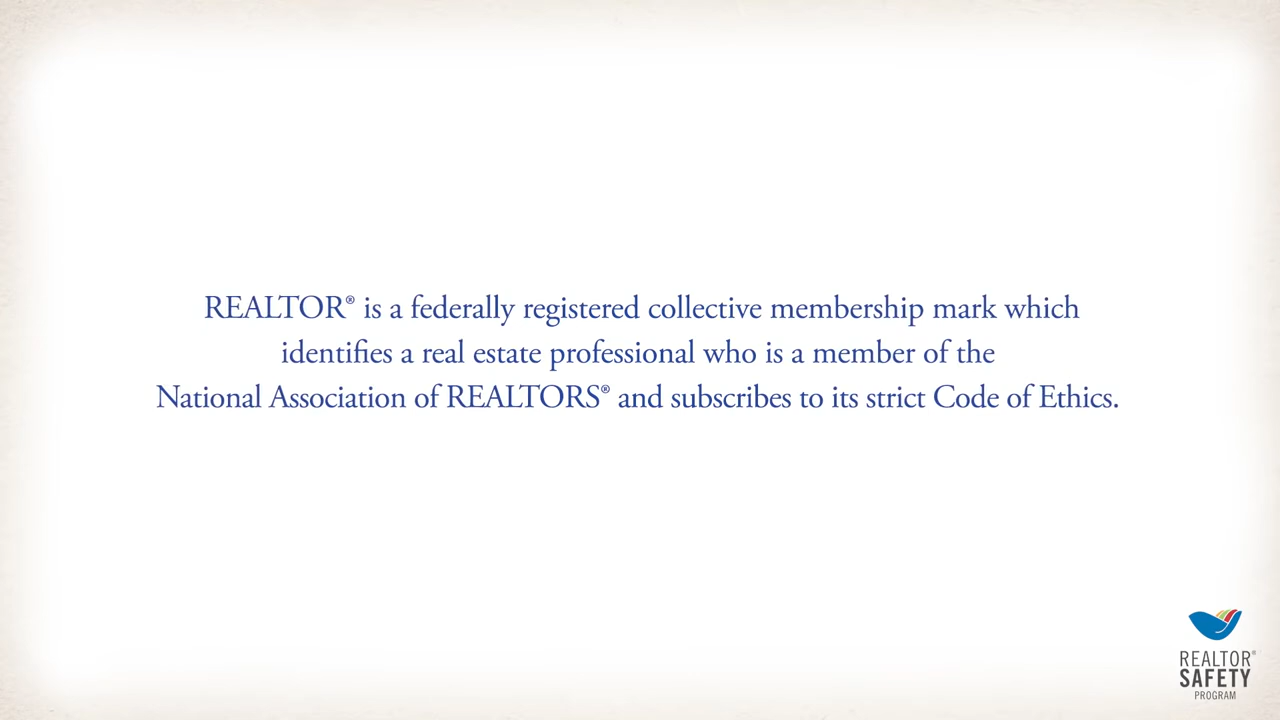 REALTOR® is a federally registered collective membership mark which
identifies a real estate professional who is a member of the
National Association of REALTORS® and subscribes to its strict Code of Ethics.
REALTOR®
SAFETY
PROGRAM